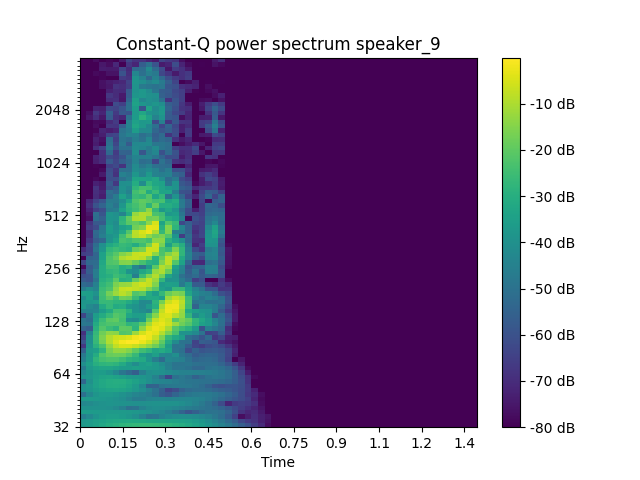 Constant-Q power spectrum speaker_9
Hz
2048
1024
512
256
128
64
32
0 0.15 0.3 0.45 0.6 0.75 0.9 1.1 1.2 1.4
Time
-10 dB
-20 dB
-30 dB
-40 dB
-50 dB
-60 dB
-70 dB
-80 dB